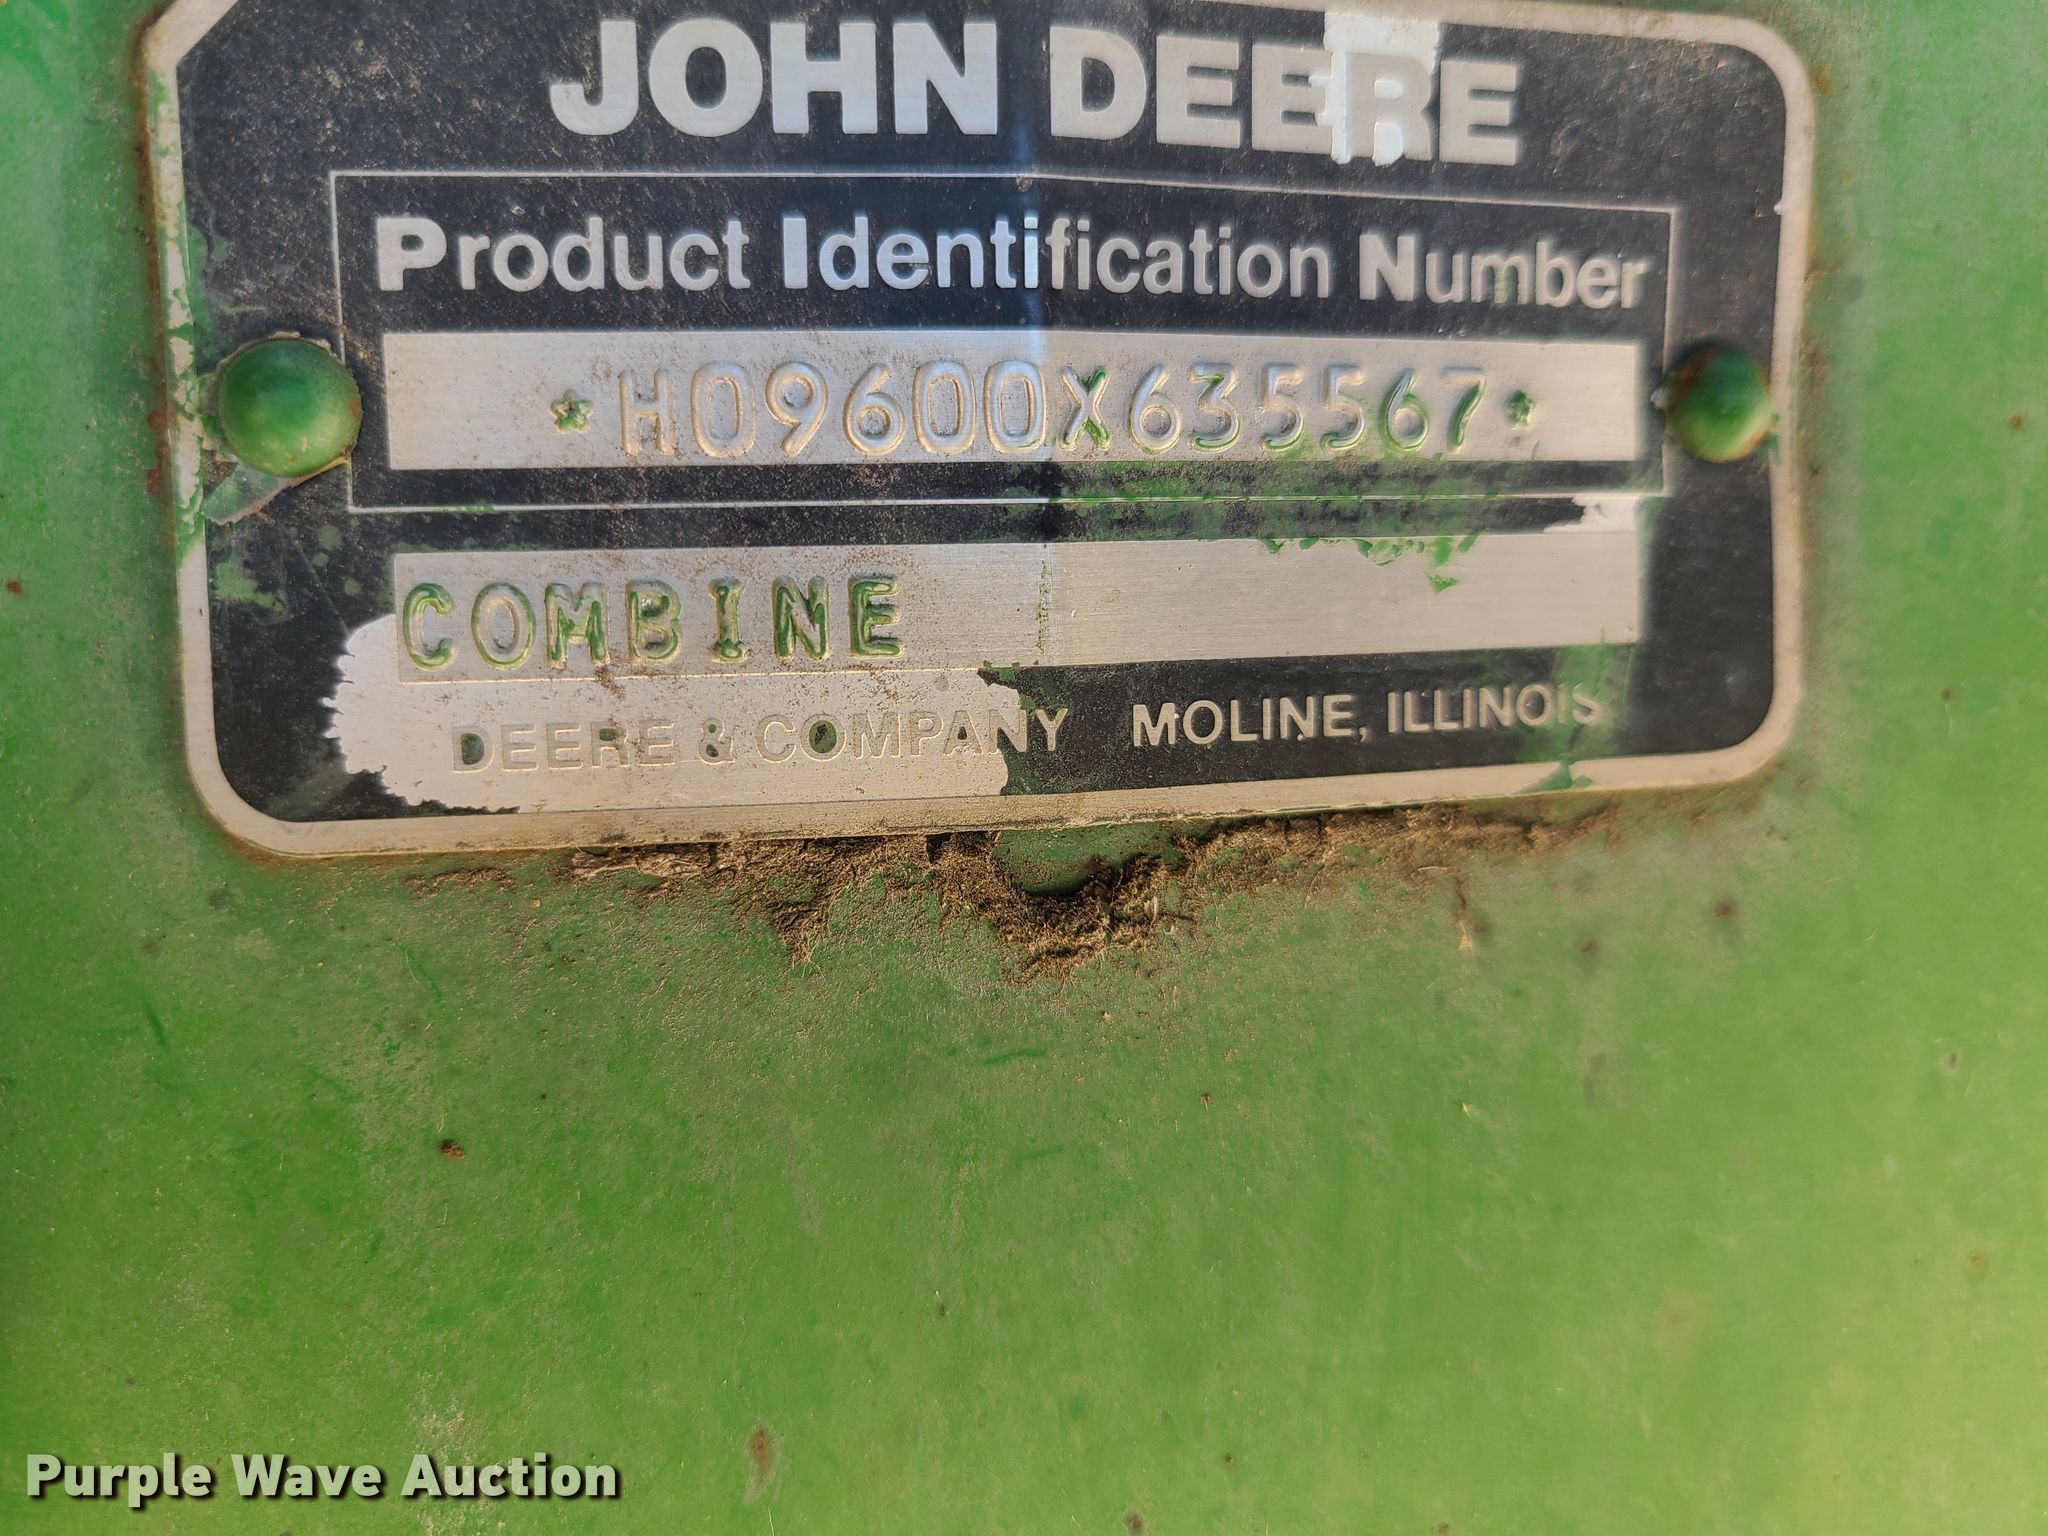 JOHN DEERE
Product Identification Number
*H09600X635567*
COMBINE
DEERE & COMPANY MOLINE, ILLINOIS
Purple Wave Auction